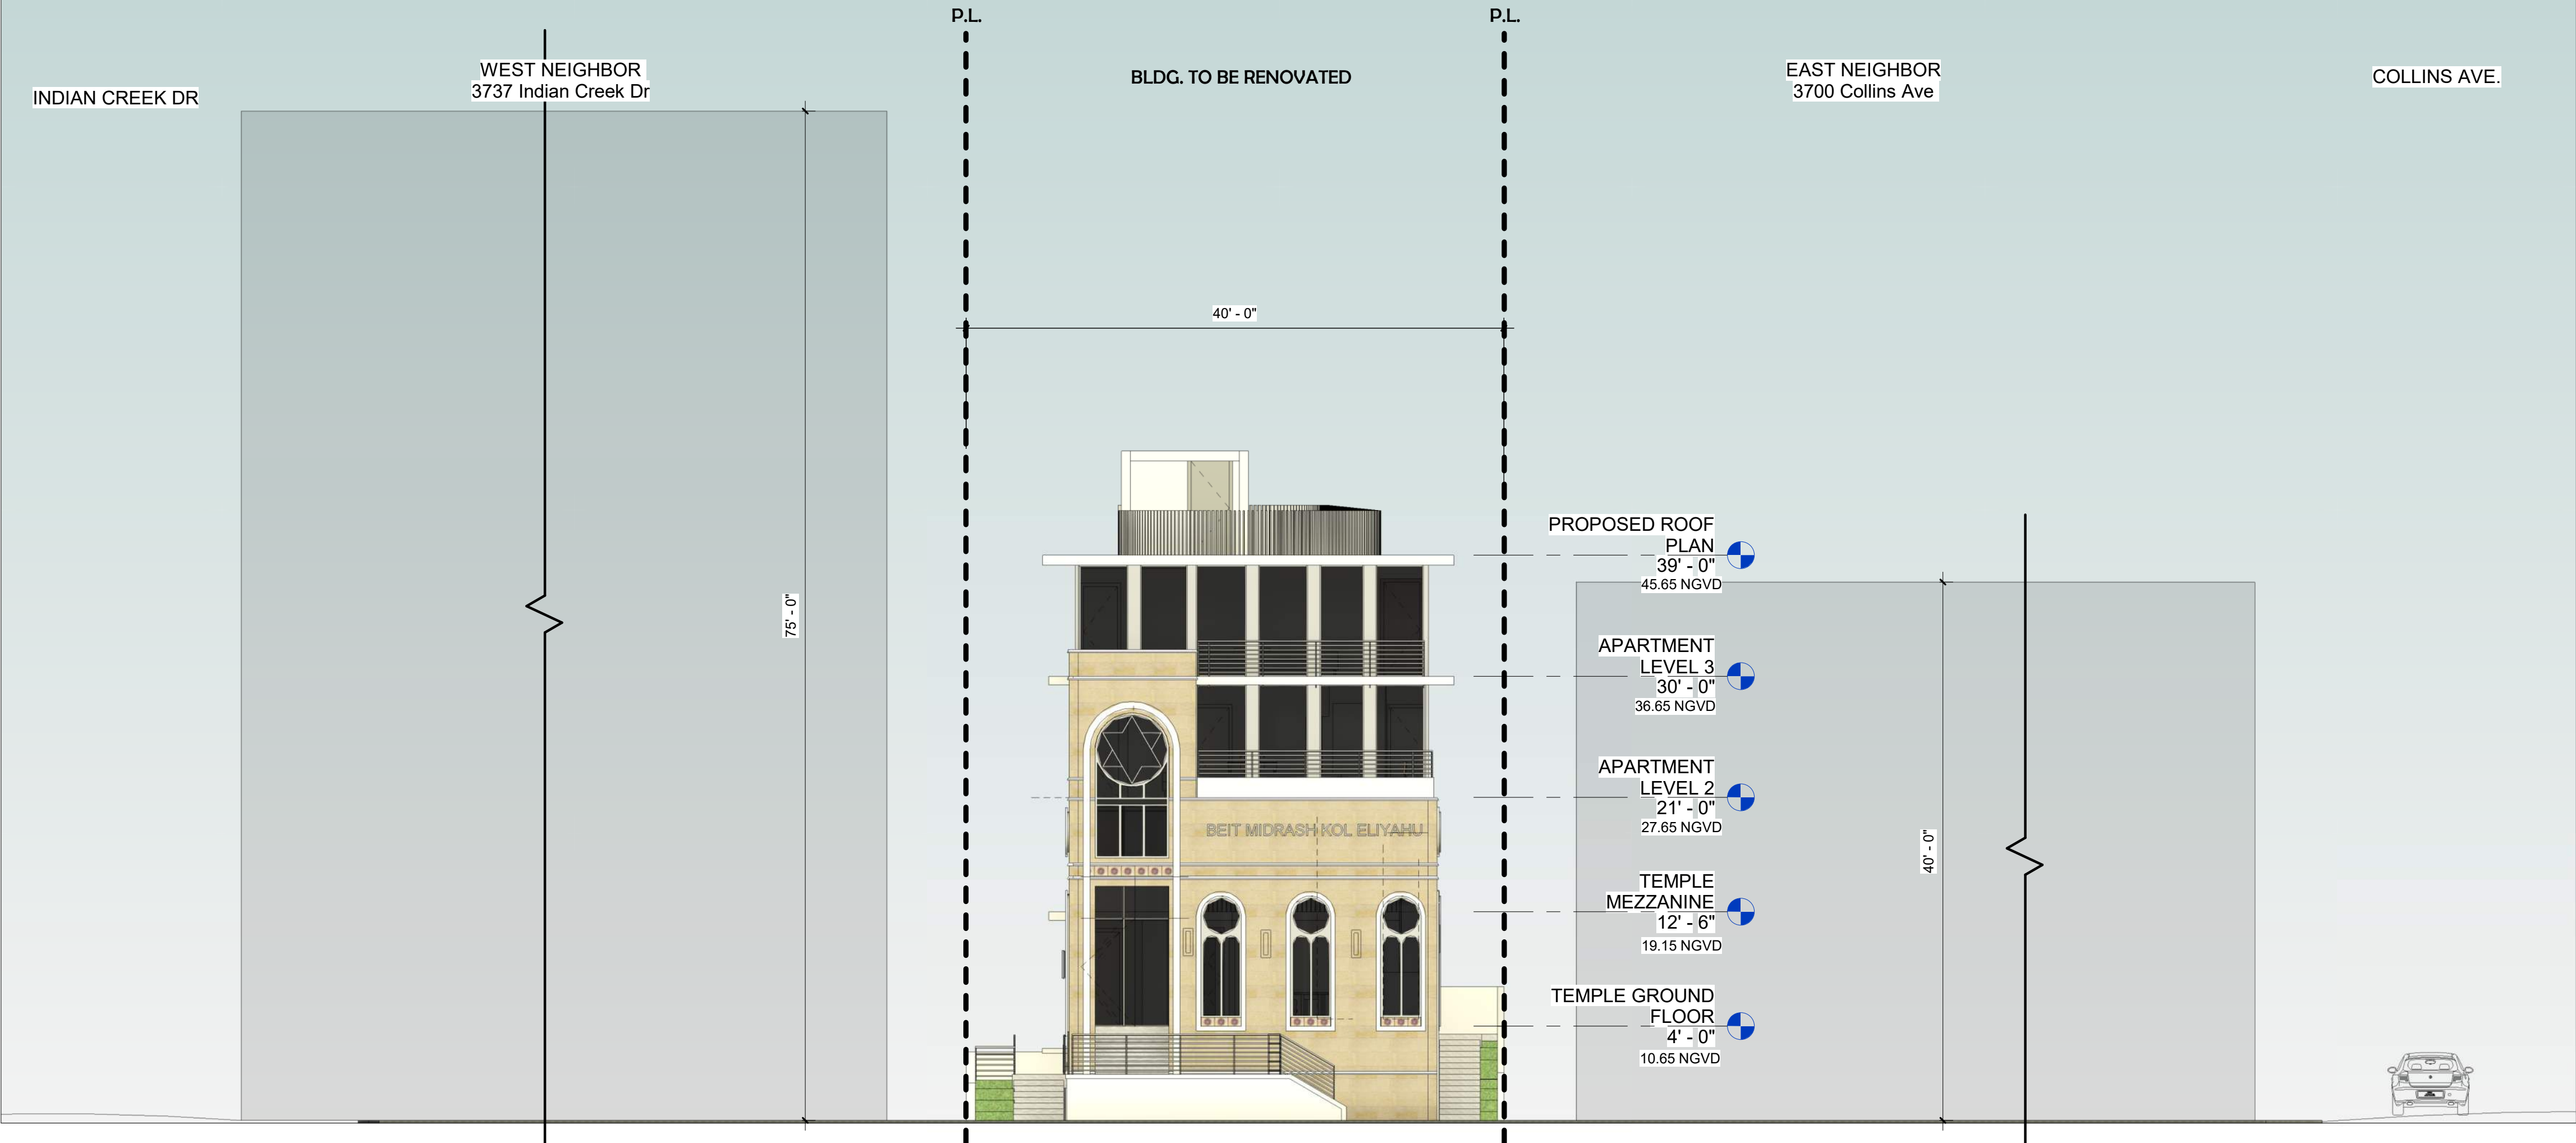 P.L.
P.L.
INDIAN CREEK DR
WEST NEIGHBOR
3737 Indian Creek Dr
BLDG. TO BE RENOVATED
EAST NEIGHBOR
3700 Collins Ave
COLLINS AVE.
40' - 0"
75' - 0"
PROPOSED ROOF
PLAN
39' - 0"
45.65 NGVD
APARTMENT
LEVEL 3
30' - 0"
36.65 NGVD
APARTMENT
LEVEL 2
21' - 0"
27.65 NGVD
BEIT MIDRASH KOL ELIYAHU
40' - 0"
TEMPLE
MEZZANINE
12' - 6"
19.15 NGVD
TEMPLE GROUND
FLOOR
4' - 0"
10.65 NGVD